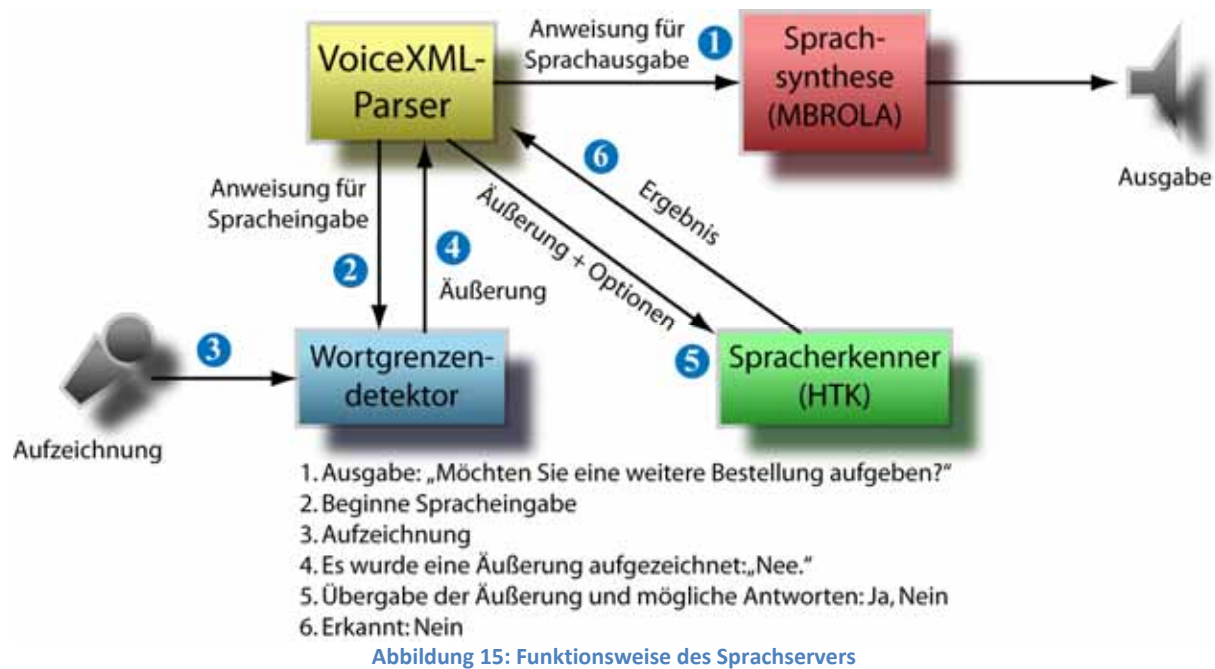 VoiceXML-
Parser
Anweisung für
Sprachausgabe
1
Sprach-
synthese
(MBROLA)
Ausgabe
6
Ergebnis
Äußerung + Optionen
Anweisung für
Spracheingabe
2
4
Äußerung
3
Aufzeichnung
Wortgrenzen-
detektor
5
Spracherkenner
(HTK)
1. Ausgabe: „Möchten Sie eine weitere Bestellung aufgeben?“
2. Beginne Spracheingabe
3. Aufzeichnung
4. Es wurde eine Äußerung aufgezeichnet:„Nee.“
5. Übergabe der Äußerung und mögliche Antworten: Ja, Nein
6. Erkannt: Nein
Abbildung 15: Funktionsweise des Sprachservers